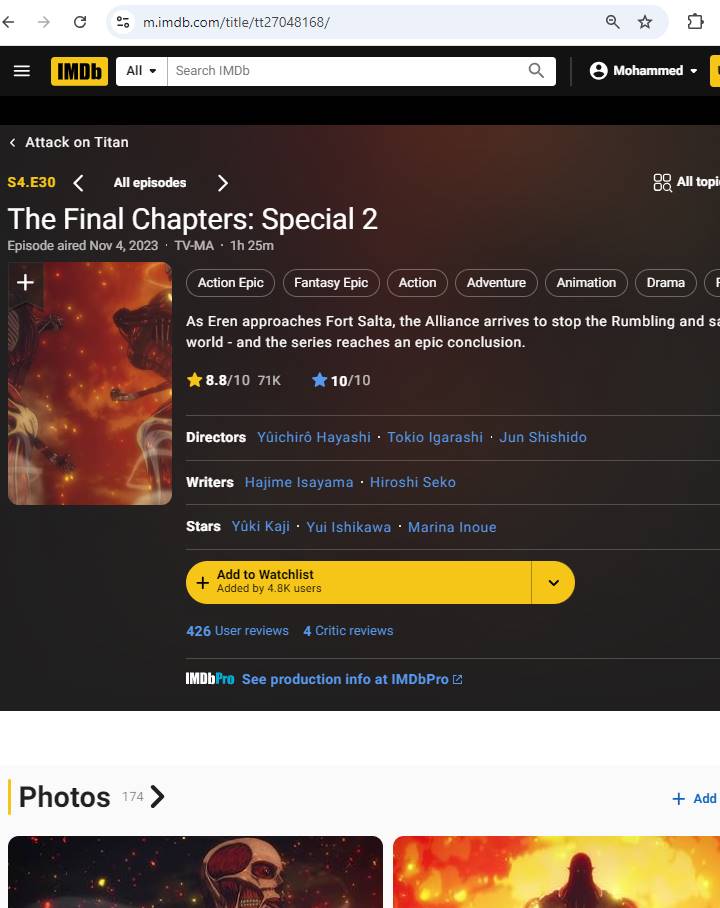 m.imdb.com/title/tt27048168/
IMDb All Search IMDb Mohammed
Attack on Titan
S4.E30 All episodes All topi
The Final Chapters: Special 2
Episode aired Nov 4, 2023 · TV-MA · 1h 25m
Action Epic Fantasy Epic Action Adventure Animation Drama F
As Eren approaches Fort Salta, the Alliance arrives to stop the Rumbling and sa
world - and the series reaches an epic conclusion.
8.8/10 71K 10/10
Directors Yûichirô Hayashi · Tokio Igarashi · Jun Shishido
Writers Hajime Isayama · Hiroshi Seko
Stars Yûki Kaji · Yui Ishikawa · Marina Inoue
+ Add to Watchlist
Added by 4.8K users
426 User reviews 4 Critic reviews
IMDbPro See production info at IMDbPro
Photos 174
+ Add